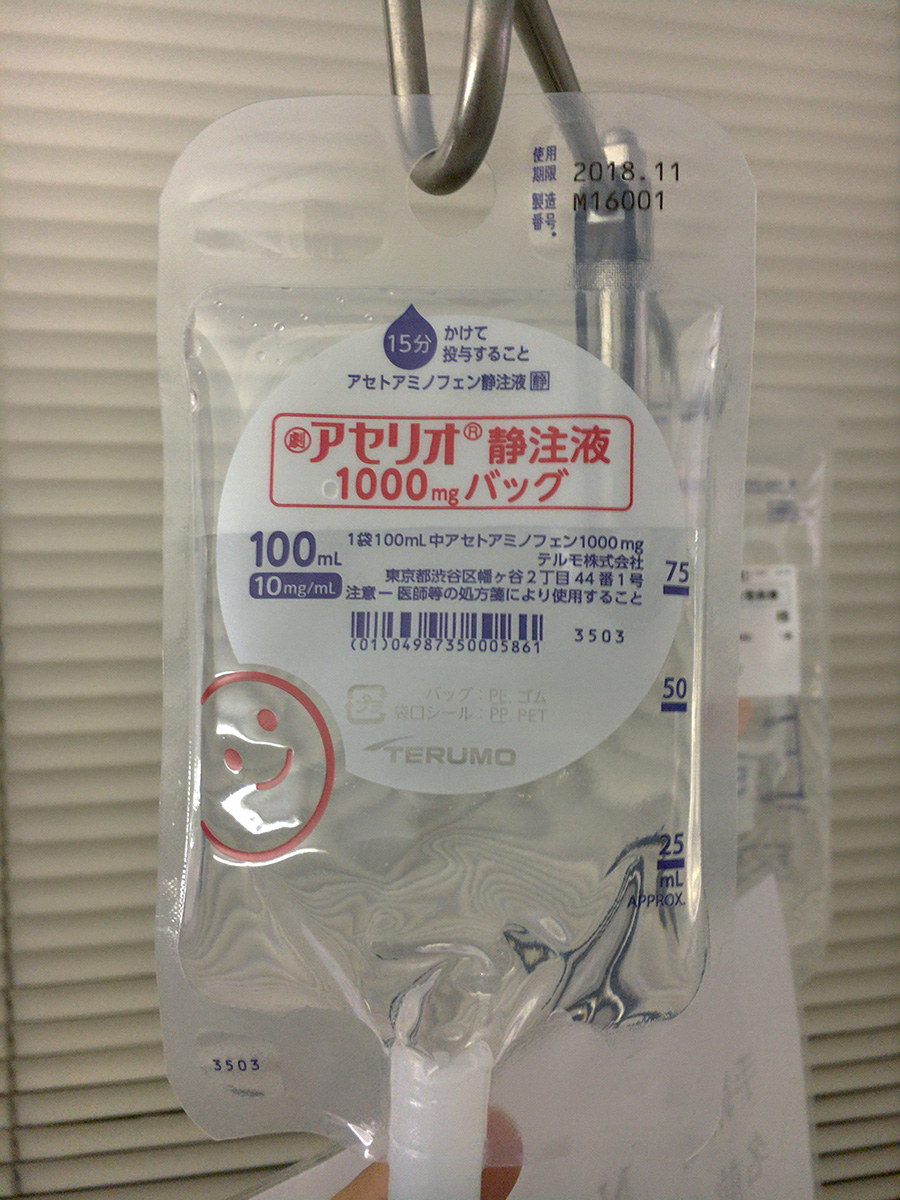 使用
期限 2018.11
製造
番号. M16001
15分 かけて
投与すること
アセトアミノフェン静注液 静
劇 アセリオ® 静注液
1000mg バッグ
100mL
10mg/mL
1袋100mL中アセトアミノフェン1000mg
テルモ株式会社
東京都渋谷区幡ヶ谷2丁目44番1号
注意ー医師等の処方箋により使用すること
(01)04987350005861
3503
75
50
プラ
バッグ：PE, ゴム
袋口シール：PP, PET
TERUMO
25
mL
APPROX.
3503